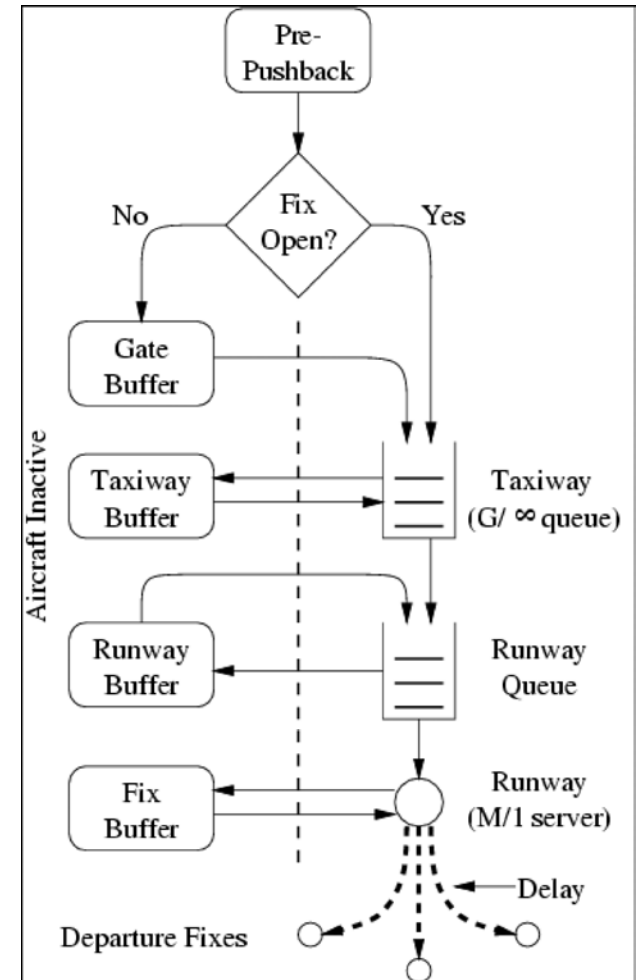 Pre-
Pushback
No
Fix
Open?
Yes
Gate
Buffer
Aircraft Inactive
Taxiway
Buffer
Taxiway
(G/ ∞ queue)
Runway
Buffer
Runway
Queue
Fix
Buffer
Runway
(M/1 server)
Delay
Departure Fixes